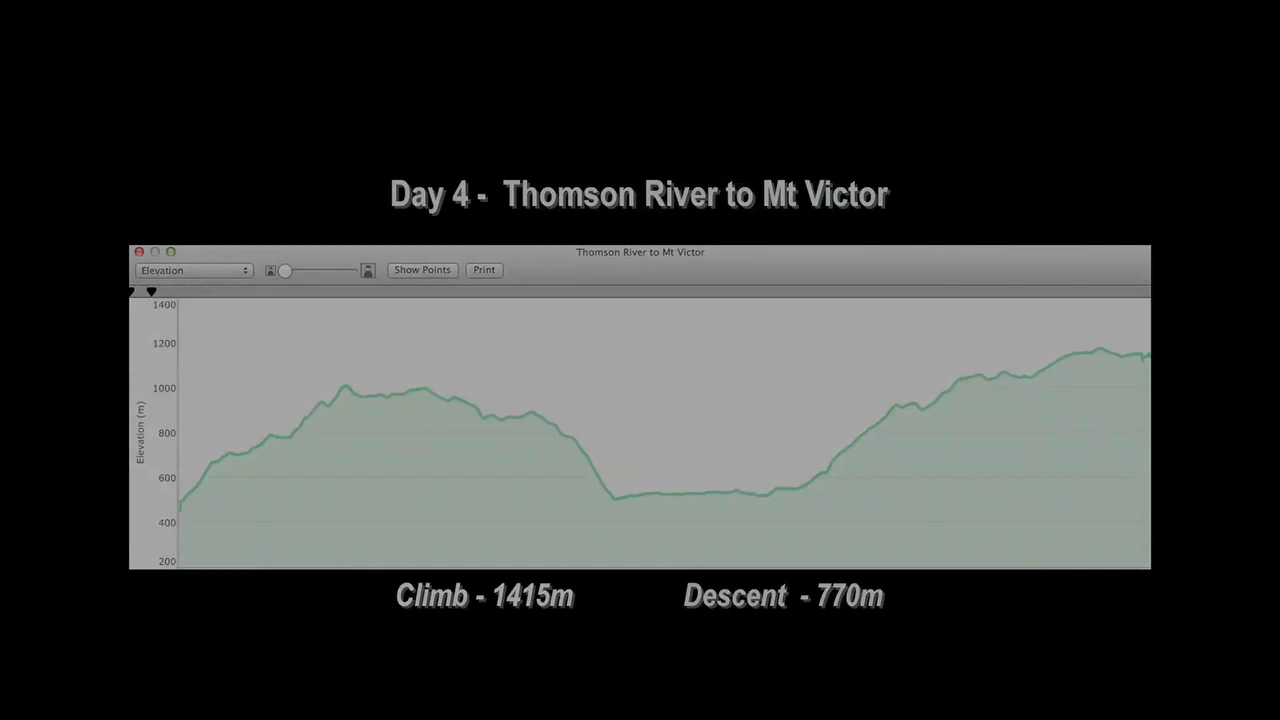 Day 4 - Thomson River to Mt Victor
Thomson River to Mt Victor
Elevation
Show Points
Print
1400
1200
1000
800
600
400
200
Elevation (m)
Climb - 1415m
Descent - 770m